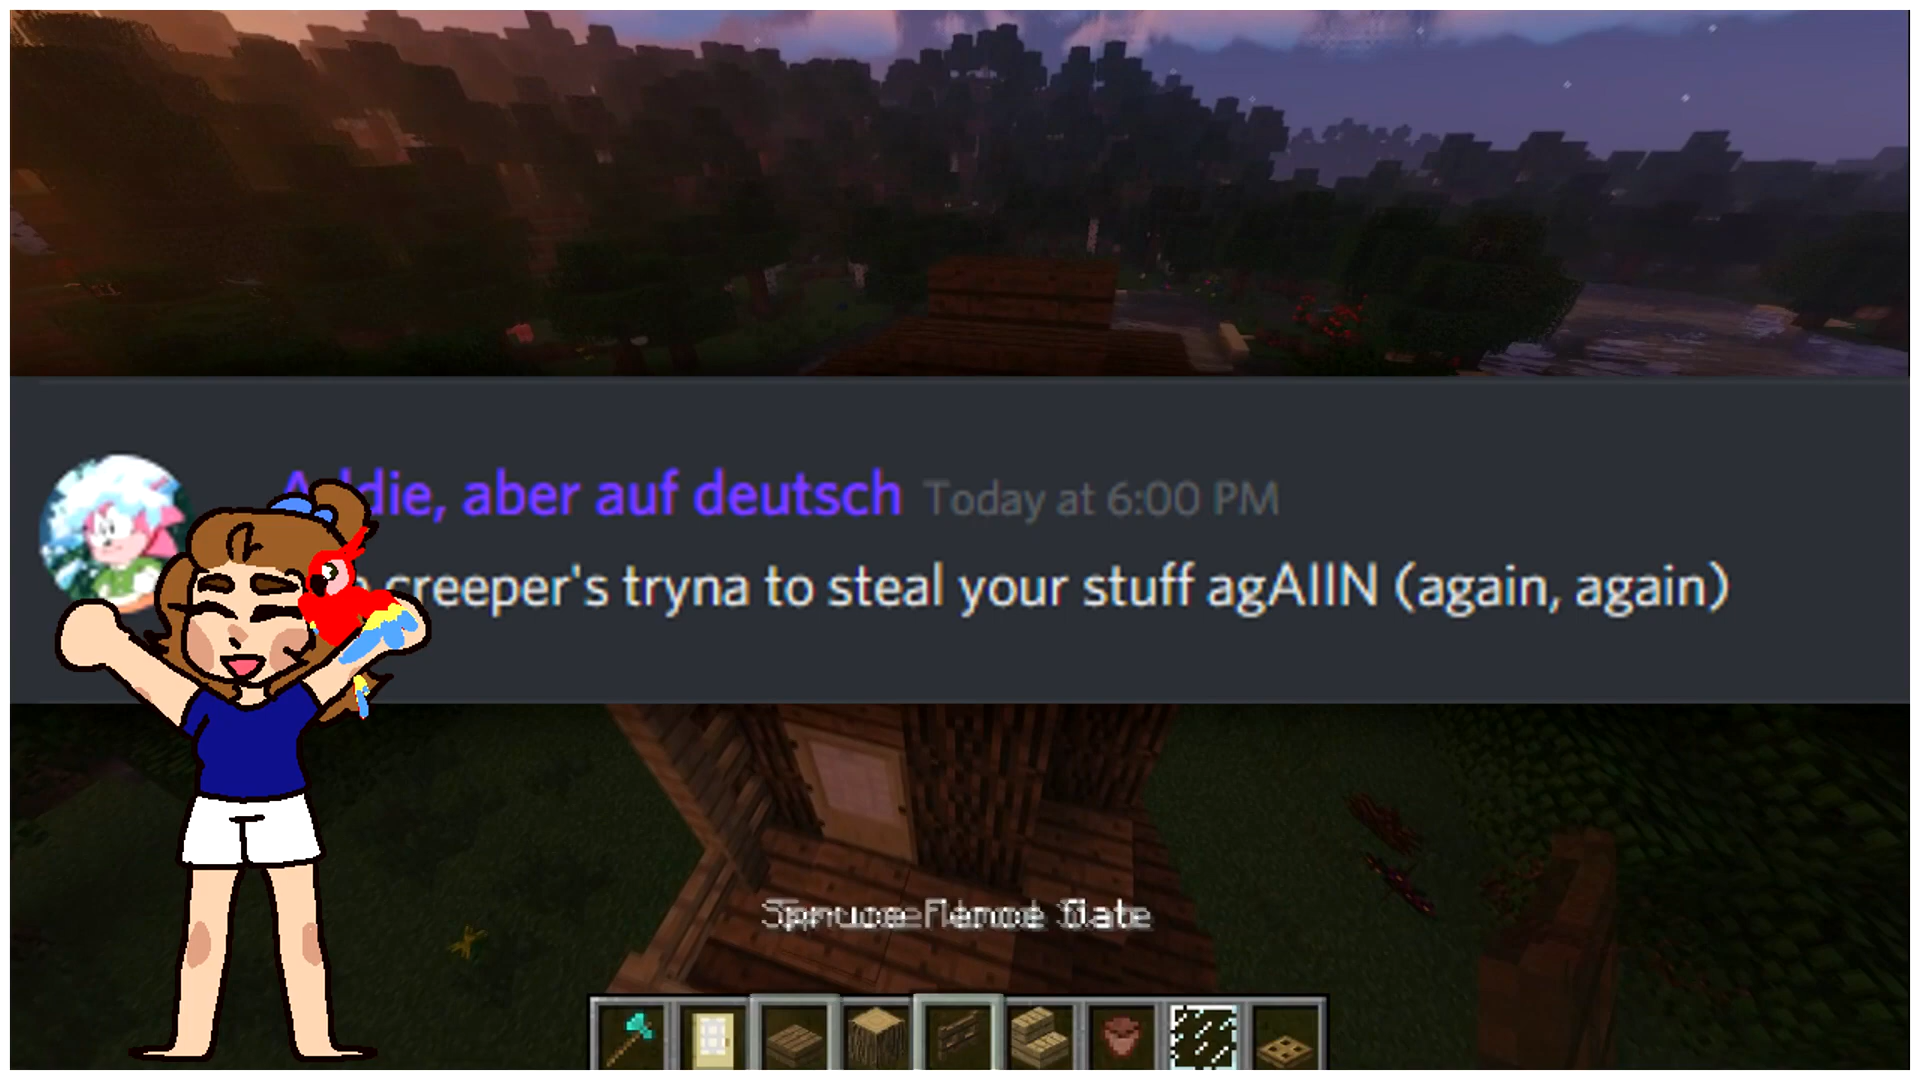 die, aber auf deutsch Today at 6:00 PM
creeper's tryna to steal your stuff agAIIN (again, again)